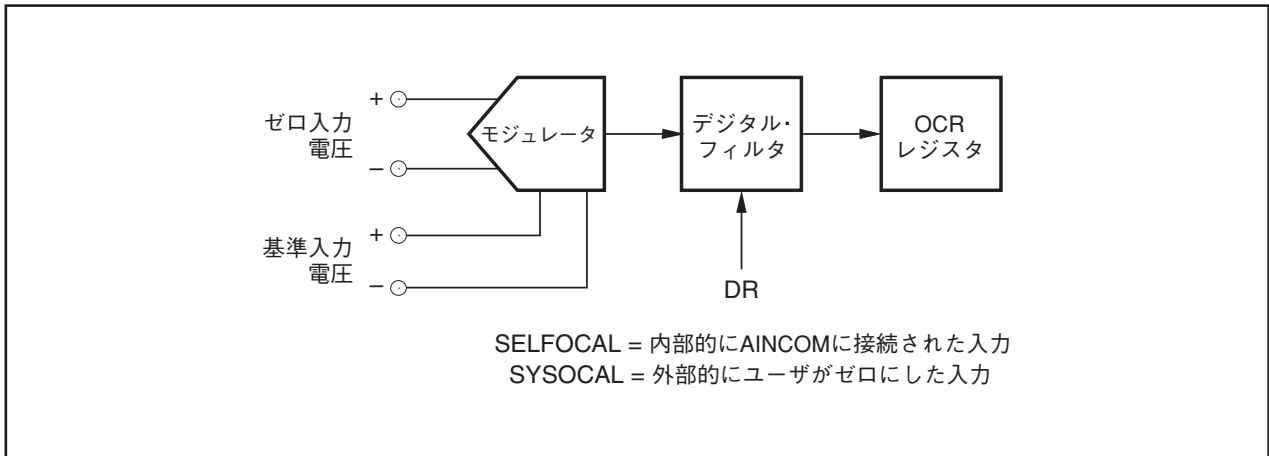 +
ゼロ入力
電圧
−
+
基準入力
電圧
−
モジュレータ
デジタル・
フィルタ
OCR
レジスタ
DR
SELFOCAL = 内部的にAINCOMに接続された入力
SYSOCAL = 外部的にユーザがゼロにした入力